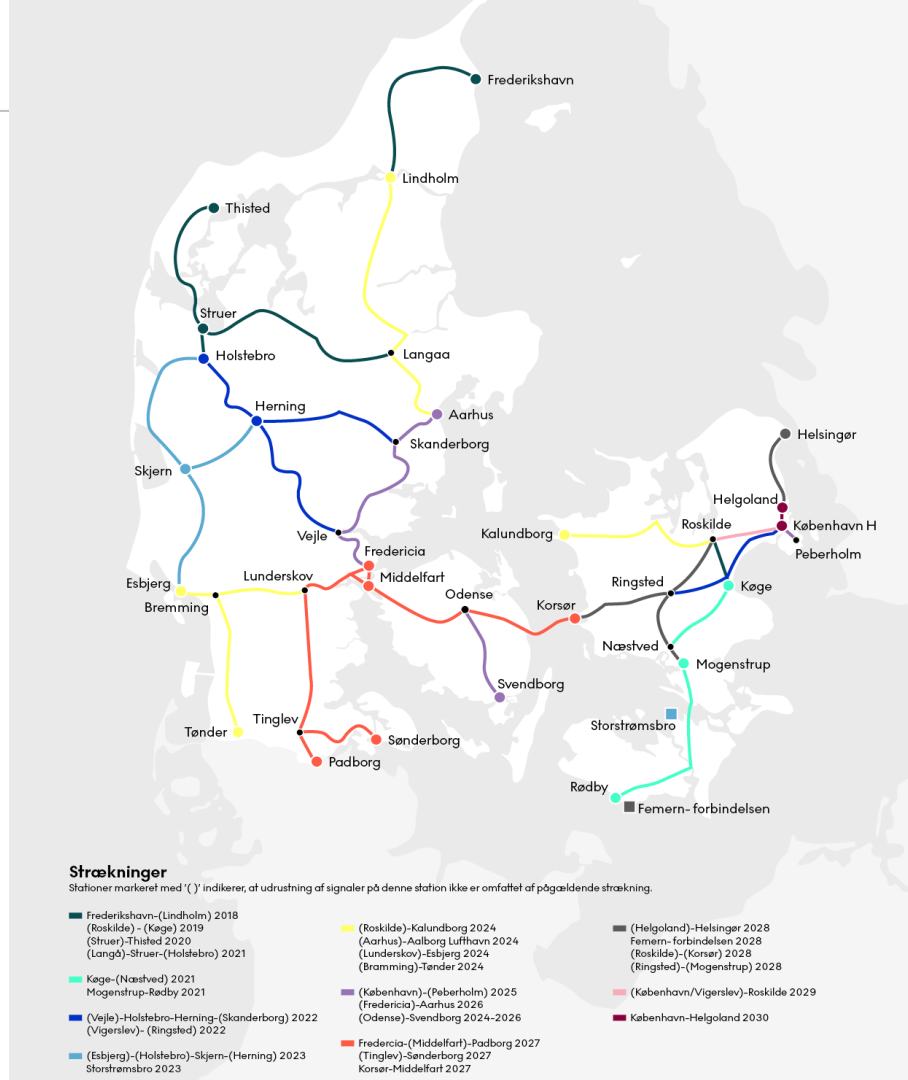 Frederikshavn
Lindholm
Thisted
Struer
Holstebro
Langaa
Herning
Aarhus
Skanderborg
Helsingør
Skjern
Helgoland
Roskilde
København H
Vejle
Kalundborg
Peberholm
Fredericia
Lunderskov
Middelfart
Esbjerg
Bremming
Odense
Ringsted
Køge
Korsør
Næstved
Mogenstrup
Svendborg
Tinglev
Storstrømsbro
Tønder
Sønderborg
Padborg
Rødby
Femern- forbindelsen
Strækninger
Stationer markeret med '( )' indikerer, at udrustning af signaler på denne station ikke er omfattet af pågældende strækning.
Frederikshavn-(Lindholm) 2018
(Roskilde) - (Køge) 2019
(Struer)-Thisted 2020
(Langå)-Struer-(Holstebro) 2021
Køge-(Næstved) 2021
Mogenstrup-Rødby 2021
(Vejle)-Holstebro-Herning-(Skanderborg) 2022
(Vigerslev)- (Ringsted) 2022
(Esbjerg)-(Holstebro)-Skjern-(Herning) 2023
Storstrømsbro 2023
(Roskilde)-Kalundborg 2024
(Aarhus)-Aalborg Lufthavn 2024
(Lunderskov)-Esbjerg 2024
(Bramming)-Tønder 2024
(København)-(Peberholm) 2025
(Fredericia)-Aarhus 2026
(Odense)-Svendborg 2024-2026
Fredercia-(Middelfart)-Padborg 2027
(Tinglev)-Sønderborg 2027
Korsør-Middelfart 2027
(Helgoland)-Helsingør 2028
Femern- forbindelsen 2028
(Roskilde)-(Korsør) 2028
(Ringsted)-(Mogenstrup) 2028
(København/Vigerslev)-Roskilde 2029
København-Helgoland 2030